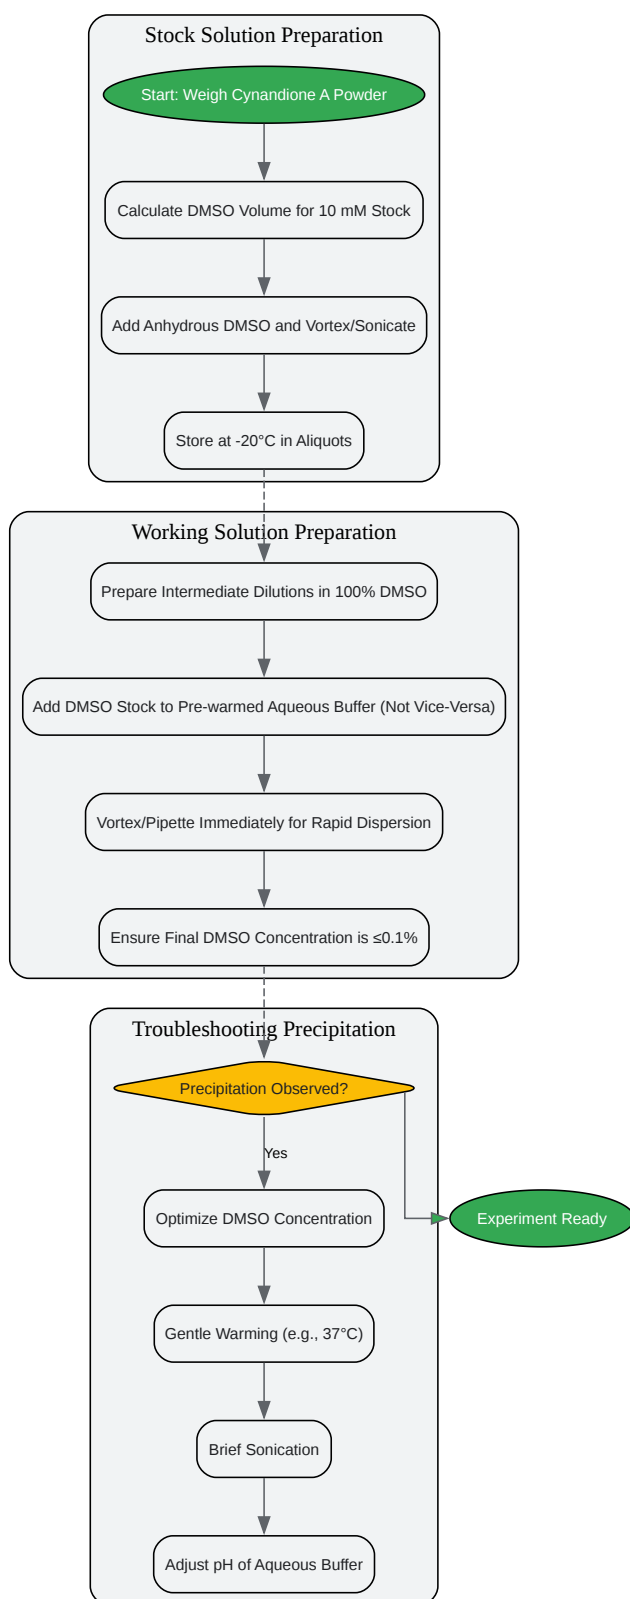 Stock Solution Preparation
Start: Weigh Cynandione A Powder
Calculate DMSO Volume for 10 mM Stock
Add Anhydrous DMSO and Vortex/Sonicate
Store at -20°C in Aliquots
Working Solution Preparation
Prepare Intermediate Dilutions in 100% DMSO
Add DMSO Stock to Pre-warmed Aqueous Buffer (Not Vice-Versa)
Vortex/Pipette Immediately for Rapid Dispersion
Ensure Final DMSO Concentration is ≤0.1%
Troubleshooting Precipitation
Precipitation Observed?
Yes
Optimize DMSO Concentration
Experiment Ready
Gentle Warming (e.g., 37°C)
Brief Sonication
Adjust pH of Aqueous Buffer